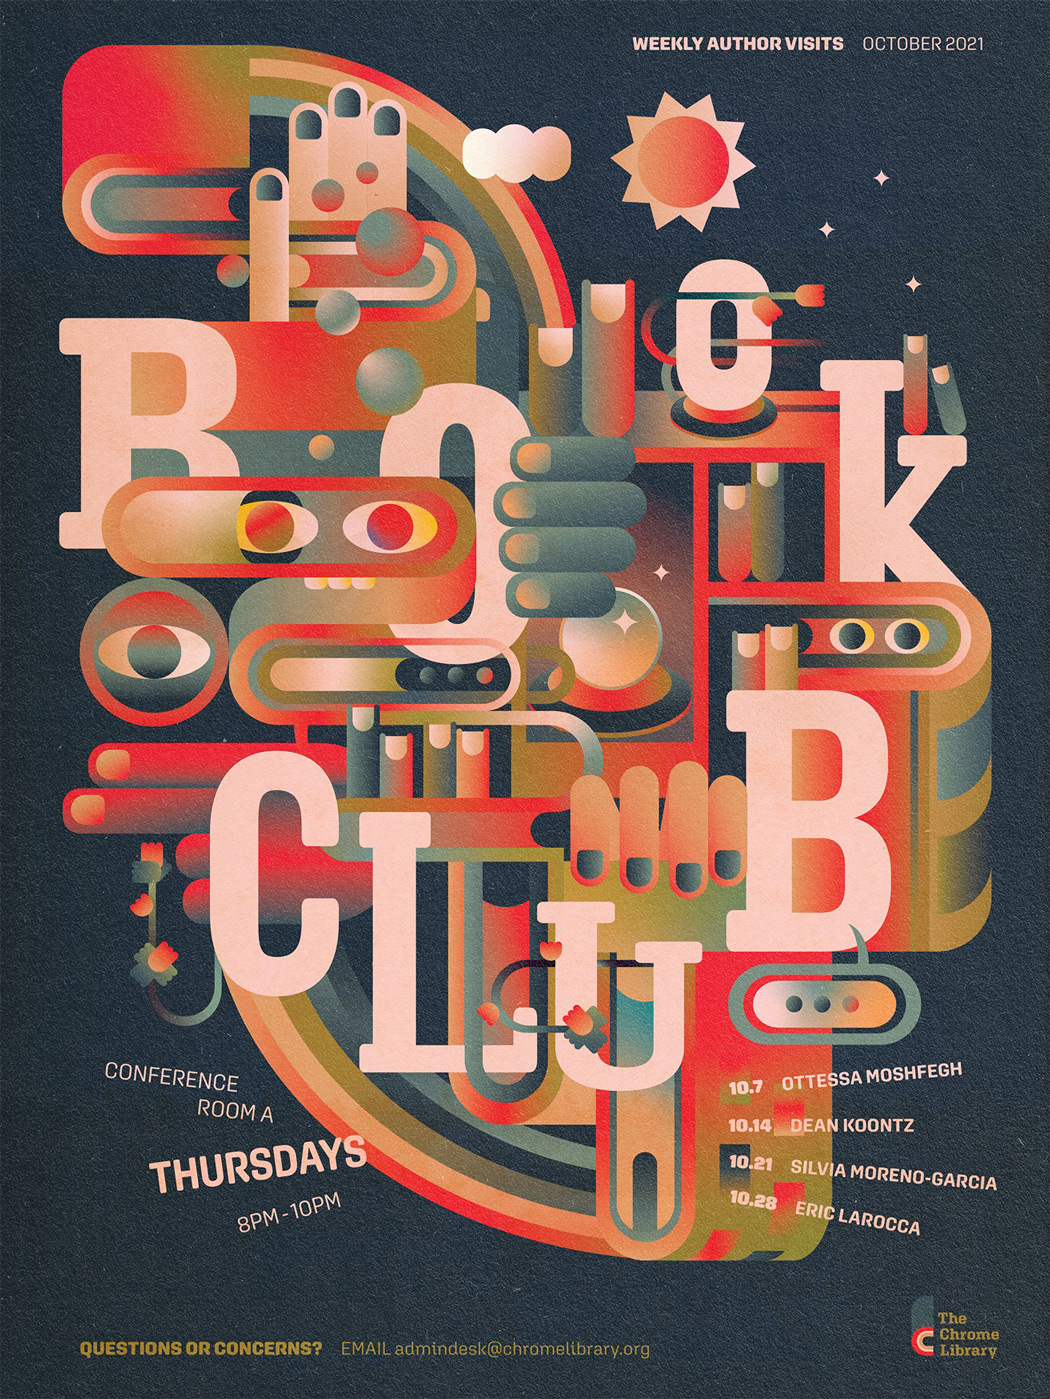 WEEKLY AUTHOR VISITS OCTOBER 2021
BOOK
CLUB
CONFERENCE
ROOM A
THURSDAYS
8PM-10PM
10.7 OTTESSA MOSHFEGH
10.14 DEAN KOONTZ
10.21 SILVIA MORENO-GARCIA
10.28 ERIC LAROCCA
QUESTIONS OR CONCERNS? EMAIL admindesk@chromelibrary.org
The
Chrome
Library